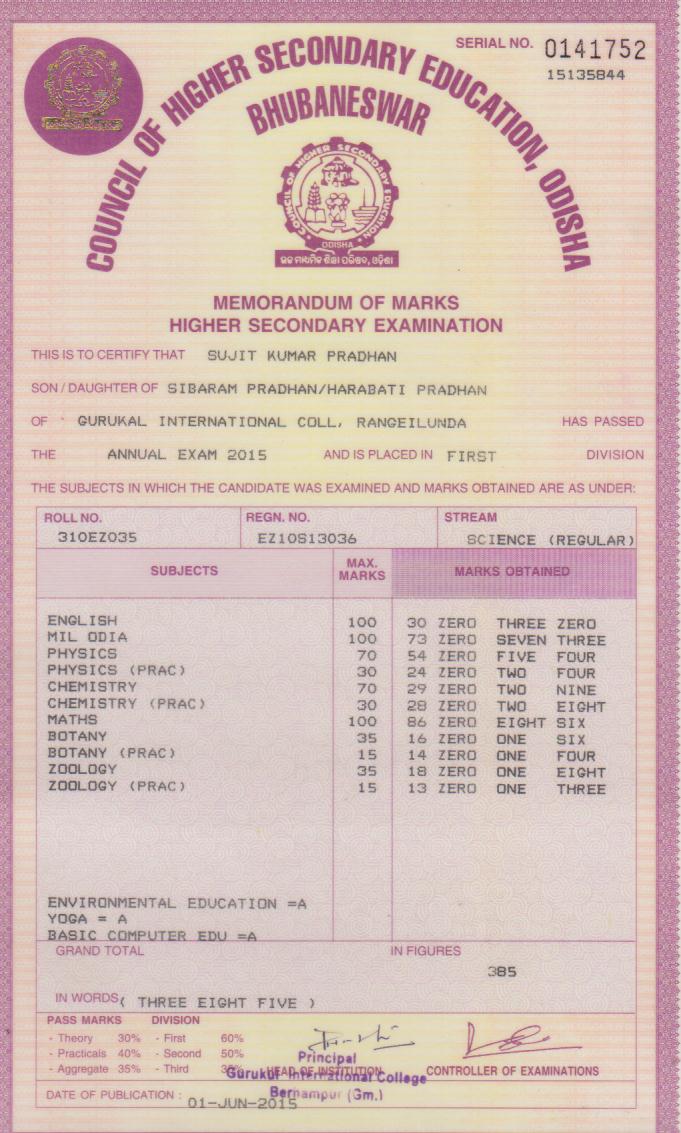 SERIAL NO. 0141752
15135844
COUNCIL OF HIGHER SECONDARY EDUCATION, ODISHA
BHUBANESWAR
COUNCIL OF HIGHER SECONDARY EDUCATION
ODISHA
ଉଚ୍ଚ ମାଧ୍ୟମିକ ଶିକ୍ଷା ପରିଷଦ, ଓଡ଼ିଶା
MEMORANDUM OF MARKS
HIGHER SECONDARY EXAMINATION
THIS IS TO CERTIFY THAT SUJIT KUMAR PRADHAN
SON / DAUGHTER OF SIBARAM PRADHAN/HARABATI PRADHAN
OF GURUKAL INTERNATIONAL COLL, RANGEILUNDA HAS PASSED
THE ANNUAL EXAM 2015 AND IS PLACED IN FIRST DIVISION
THE SUBJECTS IN WHICH THE CANDIDATE WAS EXAMINED AND MARKS OBTAINED ARE AS UNDER:
ROLL NO. REGN. NO. STREAM
310EZ035 EZ10S13036 SCIENCE (REGULAR)
SUBJECTS MAX. MARKS MARKS OBTAINED
ENGLISH 100 30 ZERO THREE ZERO
MIL ODIA 100 73 ZERO SEVEN THREE
PHYSICS 70 54 ZERO FIVE FOUR
PHYSICS (PRAC) 30 24 ZERO TWO FOUR
CHEMISTRY 70 29 ZERO TWO NINE
CHEMISTRY (PRAC) 30 28 ZERO TWO EIGHT
MATHS 100 86 ZERO EIGHT SIX
BOTANY 35 16 ZERO ONE SIX
BOTANY (PRAC) 15 14 ZERO ONE FOUR
ZOOLOGY 35 18 ZERO ONE EIGHT
ZOOLOGY (PRAC) 15 13 ZERO ONE THREE
ENVIRONMENTAL EDUCATION =A
YOGA = A
BASIC COMPUTER EDU =A
GRAND TOTAL IN FIGURES
385
IN WORDS ( THREE EIGHT FIVE )
PASS MARKS DIVISION
- Theory 30% - First 60%
- Practicals 40% - Second 50%
- Aggregate 35% - Third
Principal
HEAD OF INSTITUTION
Gurukul International College
Berhampur (Gm.)
CONTROLLER OF EXAMINATIONS
DATE OF PUBLICATION : 01-JUN-2015